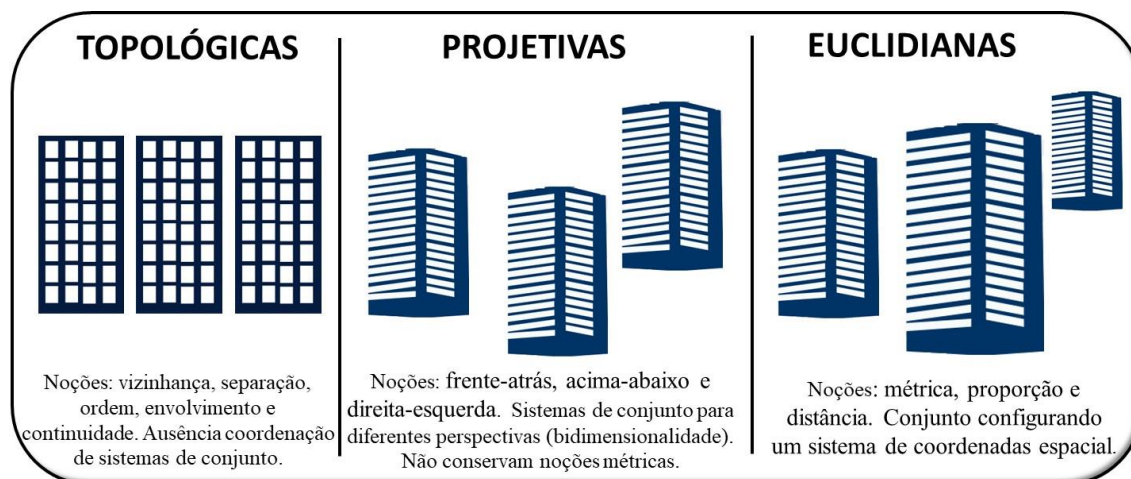 TOPOLÓGICAS
Noções: vizinhança, separação,
ordem, envolvimento e
continuidade. Ausência coordenação
de sistemas de conjunto.
PROJETIVAS
Noções: frente-atrás, acima-abaixo e
direita-esquerda. Sistemas de conjunto para
diferentes perspectivas (bidimensionalidade).
Não conservam noções métricas.
EUCLIDIANAS
Noções: métrica, proporção e
distância. Conjunto configurando
um sistema de coordenadas espacial.